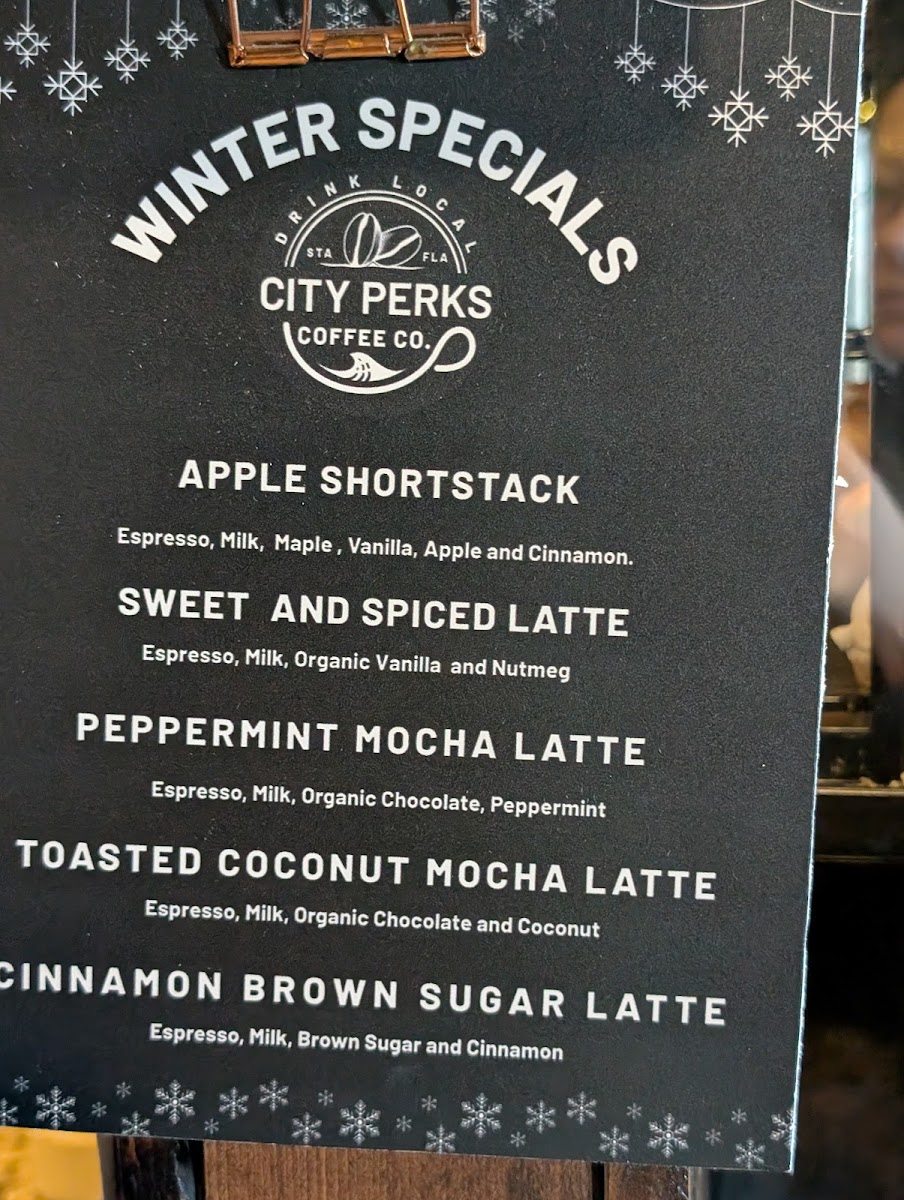 WINTER SPECIALS
DRINK LOCAL
STA FLA
CITY PERKS
COFFEE CO.
APPLE SHORTSTACK
Espresso, Milk, Maple , Vanilla, Apple and Cinnamon.
SWEET AND SPICED LATTE
Espresso, Milk, Organic Vanilla and Nutmeg
PEPPERMINT MOCHA LATTE
Espresso, Milk, Organic Chocolate, Peppermint
TOASTED COCONUT MOCHA LATTE
Espresso, Milk, Organic Chocolate and Coconut
CINNAMON BROWN SUGAR LATTE
Espresso, Milk, Brown Sugar and Cinnamon